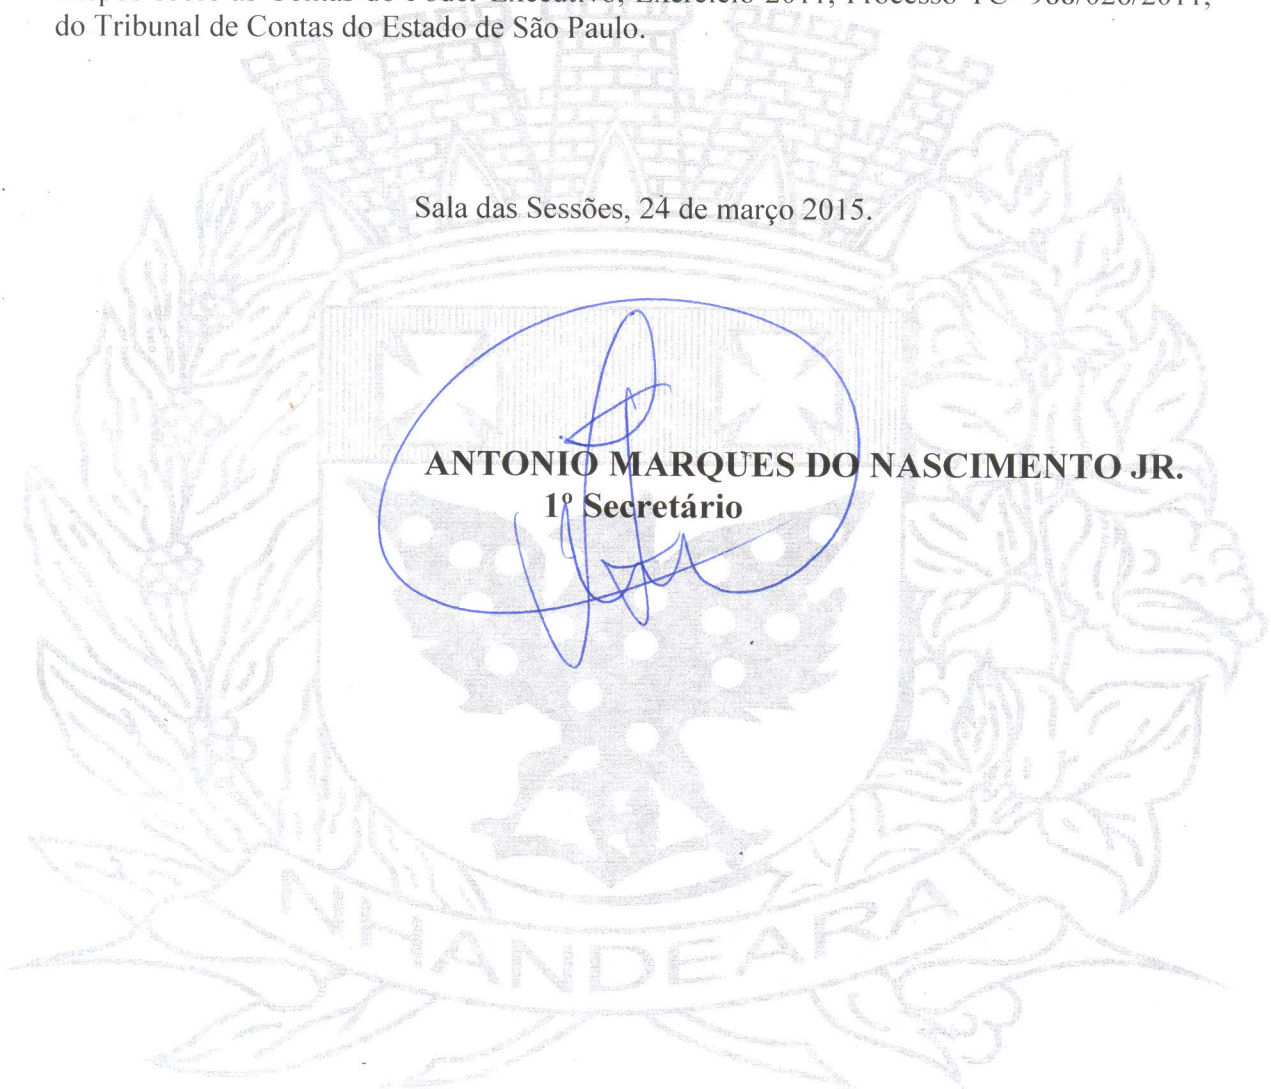 do Tribunal de Contas do Estado de São Paulo.
Sala das Sessões, 24 de março 2015.
ANTONIO MARQUES DO NASCIMENTO JR.
1º Secretário
NHANDEARA